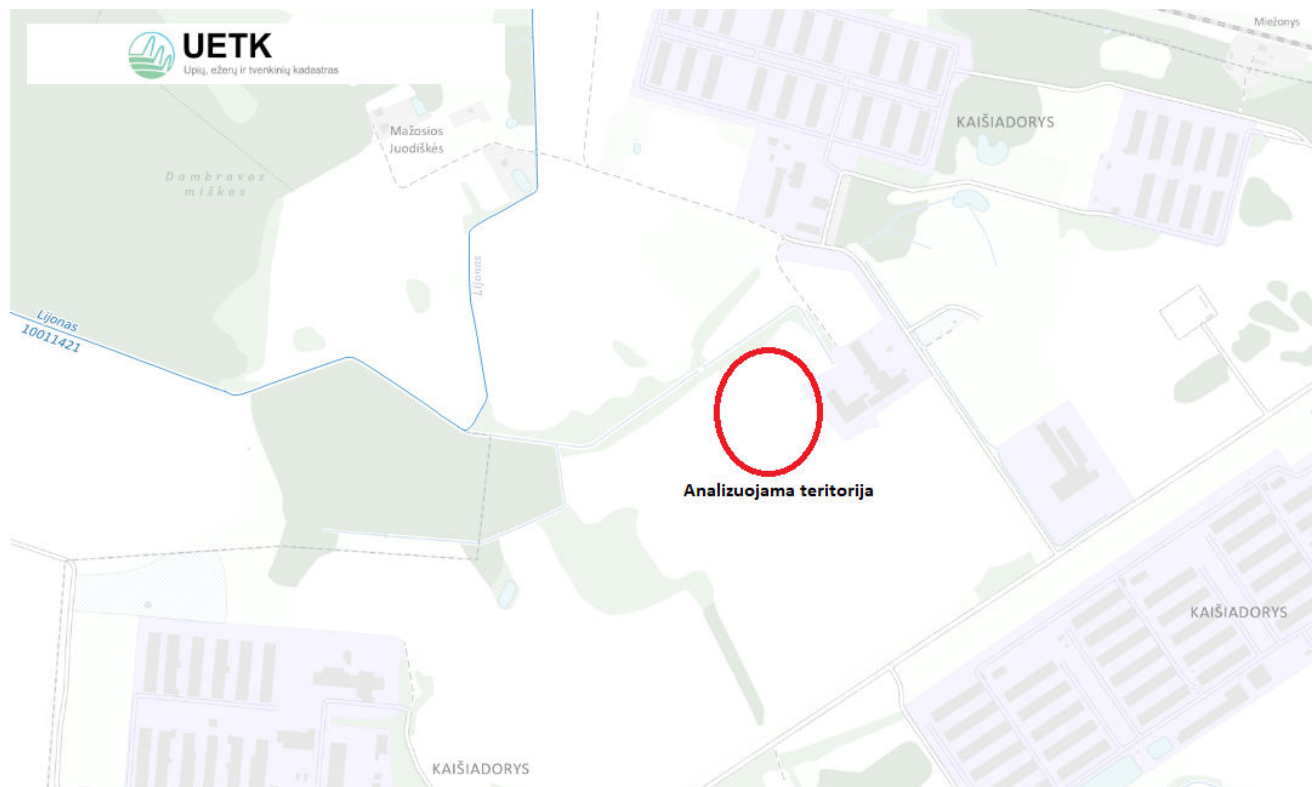 UETK
Upių, ežerų ir tvenkinių kadastras
Miežonys
KAIŠIADORYS
Mažosios
Juodiškės
Dambravos
miškas
Lijonas
Lijonas
10011421
Analizuojama teritorija
KAIŠIADORYS
KAIŠIADORYS